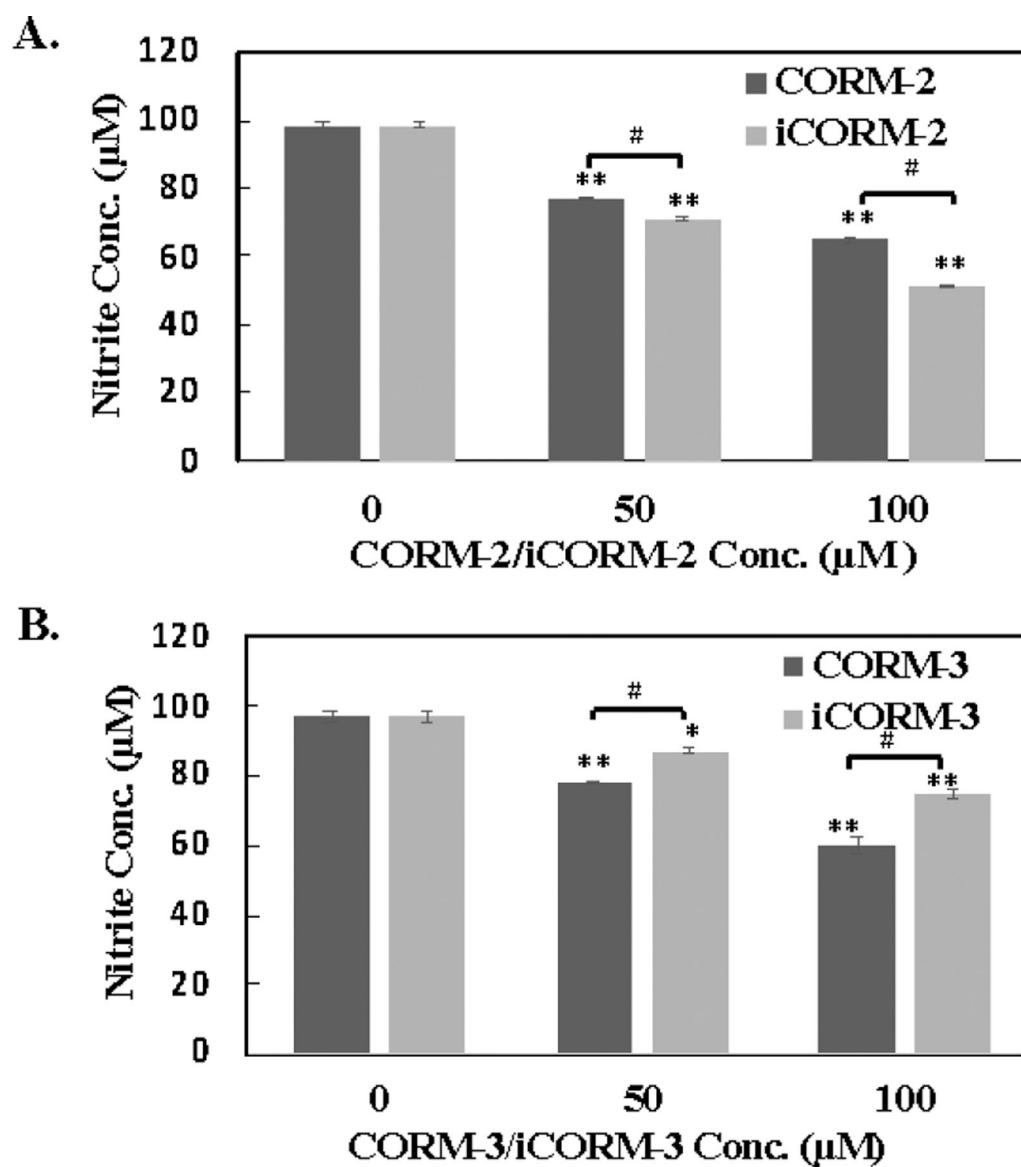 A.
120
100
80
60
40
20
0
Nitrite Conc. (µM)
CORM-2
iCORM-2
#
**
**
#
**
**
0 50 100
CORM-2/iCORM-2 Conc. (µM )
B.
120
100
80
60
40
20
0
Nitrite Conc. (µM)
CORM-3
iCORM-3
#
**
*
#
**
**
0 50 100
CORM-3/iCORM-3 Conc. (µM)